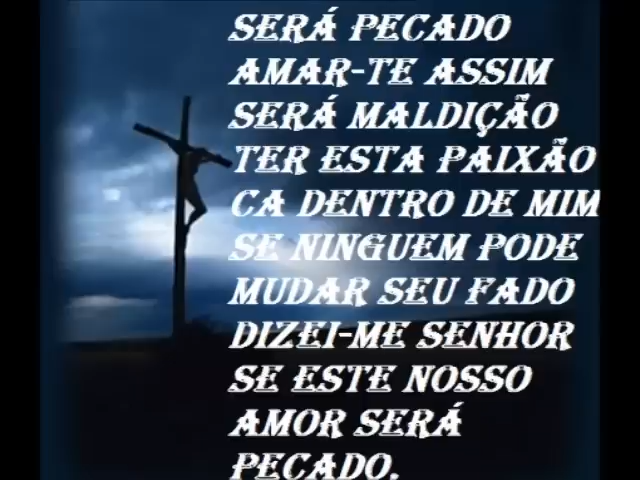 SERÁ PECADO
AMAR-TE ASSIM
SERÁ MALDIÇÃO
TER ESTA PAIXÃO
CA DENTRO DE MIM
SE NINGUEM PODE
MUDAR SEU FADO
DIZEI-ME SENHOR
SE ESTE NOSSO
AMOR SERÁ
PECADO.